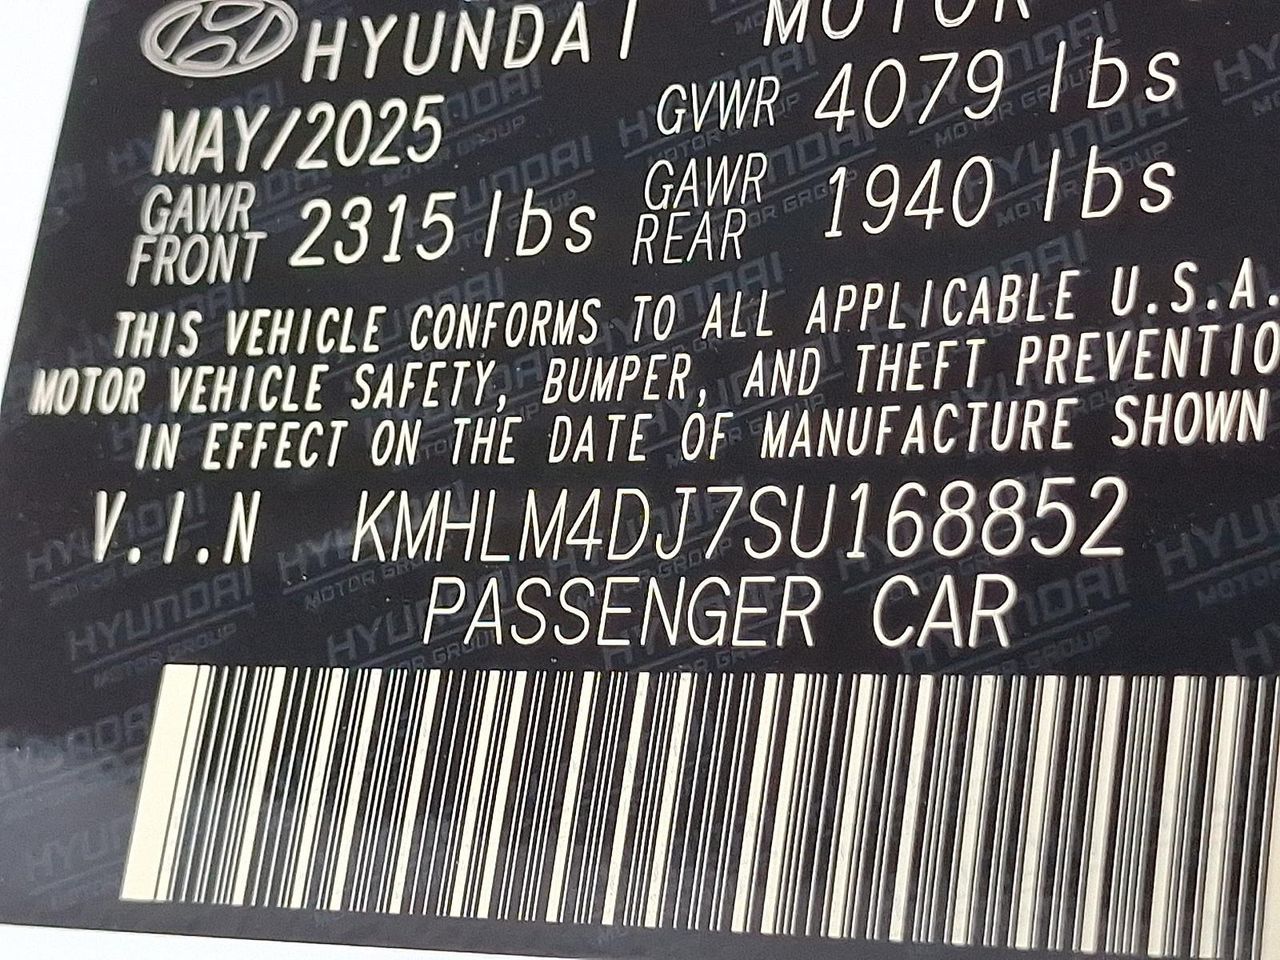 HYUNDAI MOTOR
MAY/2025 GVWR 4079 lbs
GAWR FRONT 2315 lbs GAWR REAR 1940 lbs
THIS VEHICLE CONFORMS TO ALL APPLICABLE U.S.A.
MOTOR VEHICLE SAFETY, BUMPER, AND THEFT PREVENTIO
IN EFFECT ON THE DATE OF MANUFACTURE SHOWN
V.I.N KMHLM4DJ7SU168852
PASSENGER CAR